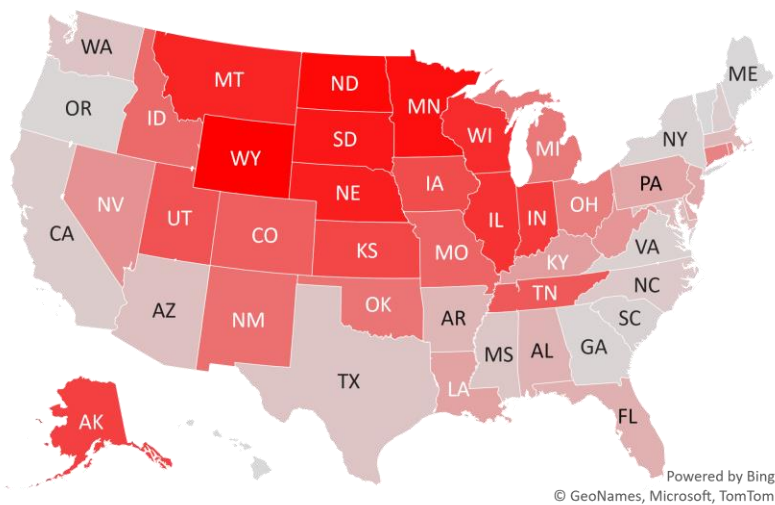 WA
MT
ND
MN
ME
OR
ID
SD
WI
MI
NY
WY
NE
IA
PA
NV
UT
CO
KS
MO
IL
IN
OH
VA
CA
KY
NC
AZ
NM
OK
AR
TN
SC
TX
MS
AL
GA
LA
AK
FL
Powered by Bing
© GeoNames, Microsoft, TomTom